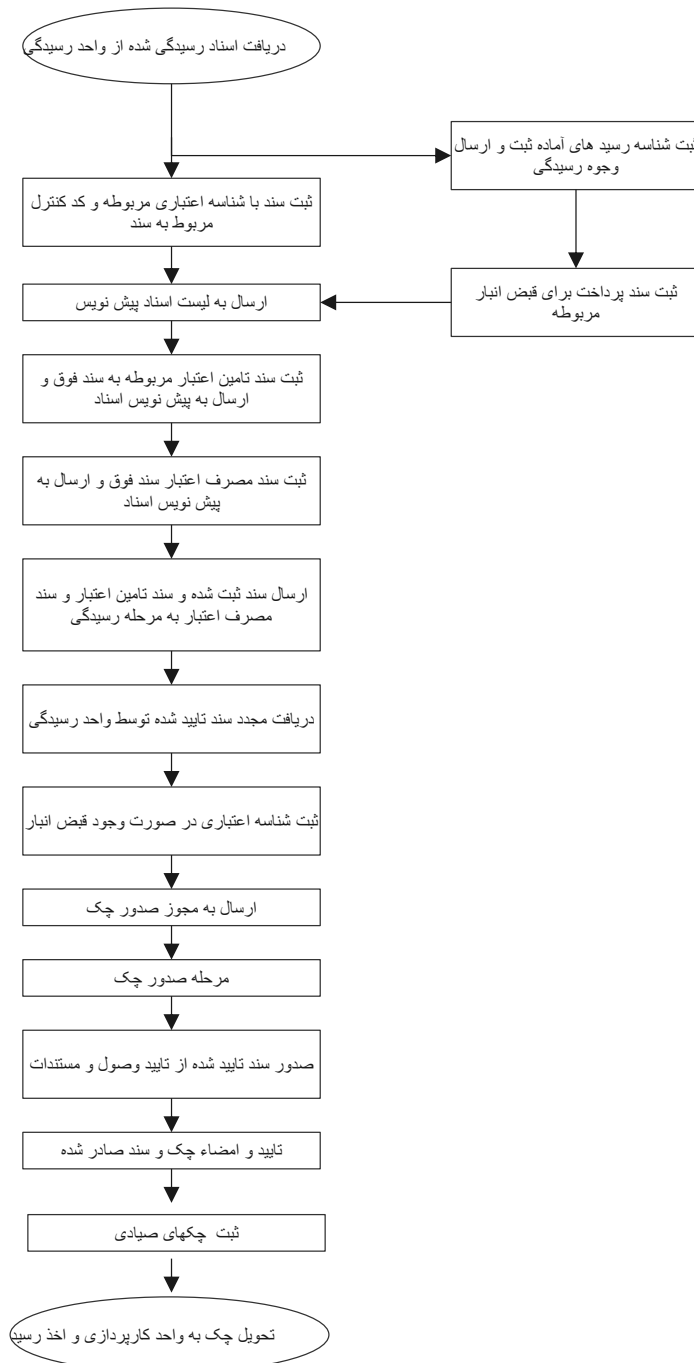 دریافت اسناد رسیدگی شده از واحد رسیدگی
ثبت شناسه رسید های آماده ثبت و ارسال
وجوه رسیدگی
ثبت سند با شناسه اعتباری مربوطه و کد کنترل
مربوط به سند
ثبت سند پرداخت برای قبض انبار
مربوطه
ارسال به لیست اسناد پیش نویس
ثبت سند تامین اعتبار مربوطه به سند فوق و
ارسال به پیش نویس اسناد
ثبت سند مصرف اعتبار سند فوق و ارسال به
پیش نویس اسناد
ارسال سند ثبت شده و سند تامین اعتبار و سند
مصرف اعتبار به مرحله رسیدگی
دریافت مجدد سند تایید شده توسط واحد رسیدگی
ثبت شناسه اعتباری در صورت وجود قبض انبار
ارسال به مجوز صدور چک
مرحله صدور چک
صدور سند تایید شده از تایید وصول و مستندات
تایید و امضاء چک و سند صادر شده
ثبت چکهای صیادی
تحویل چک به واحد کارپردازی و اخذ رسید